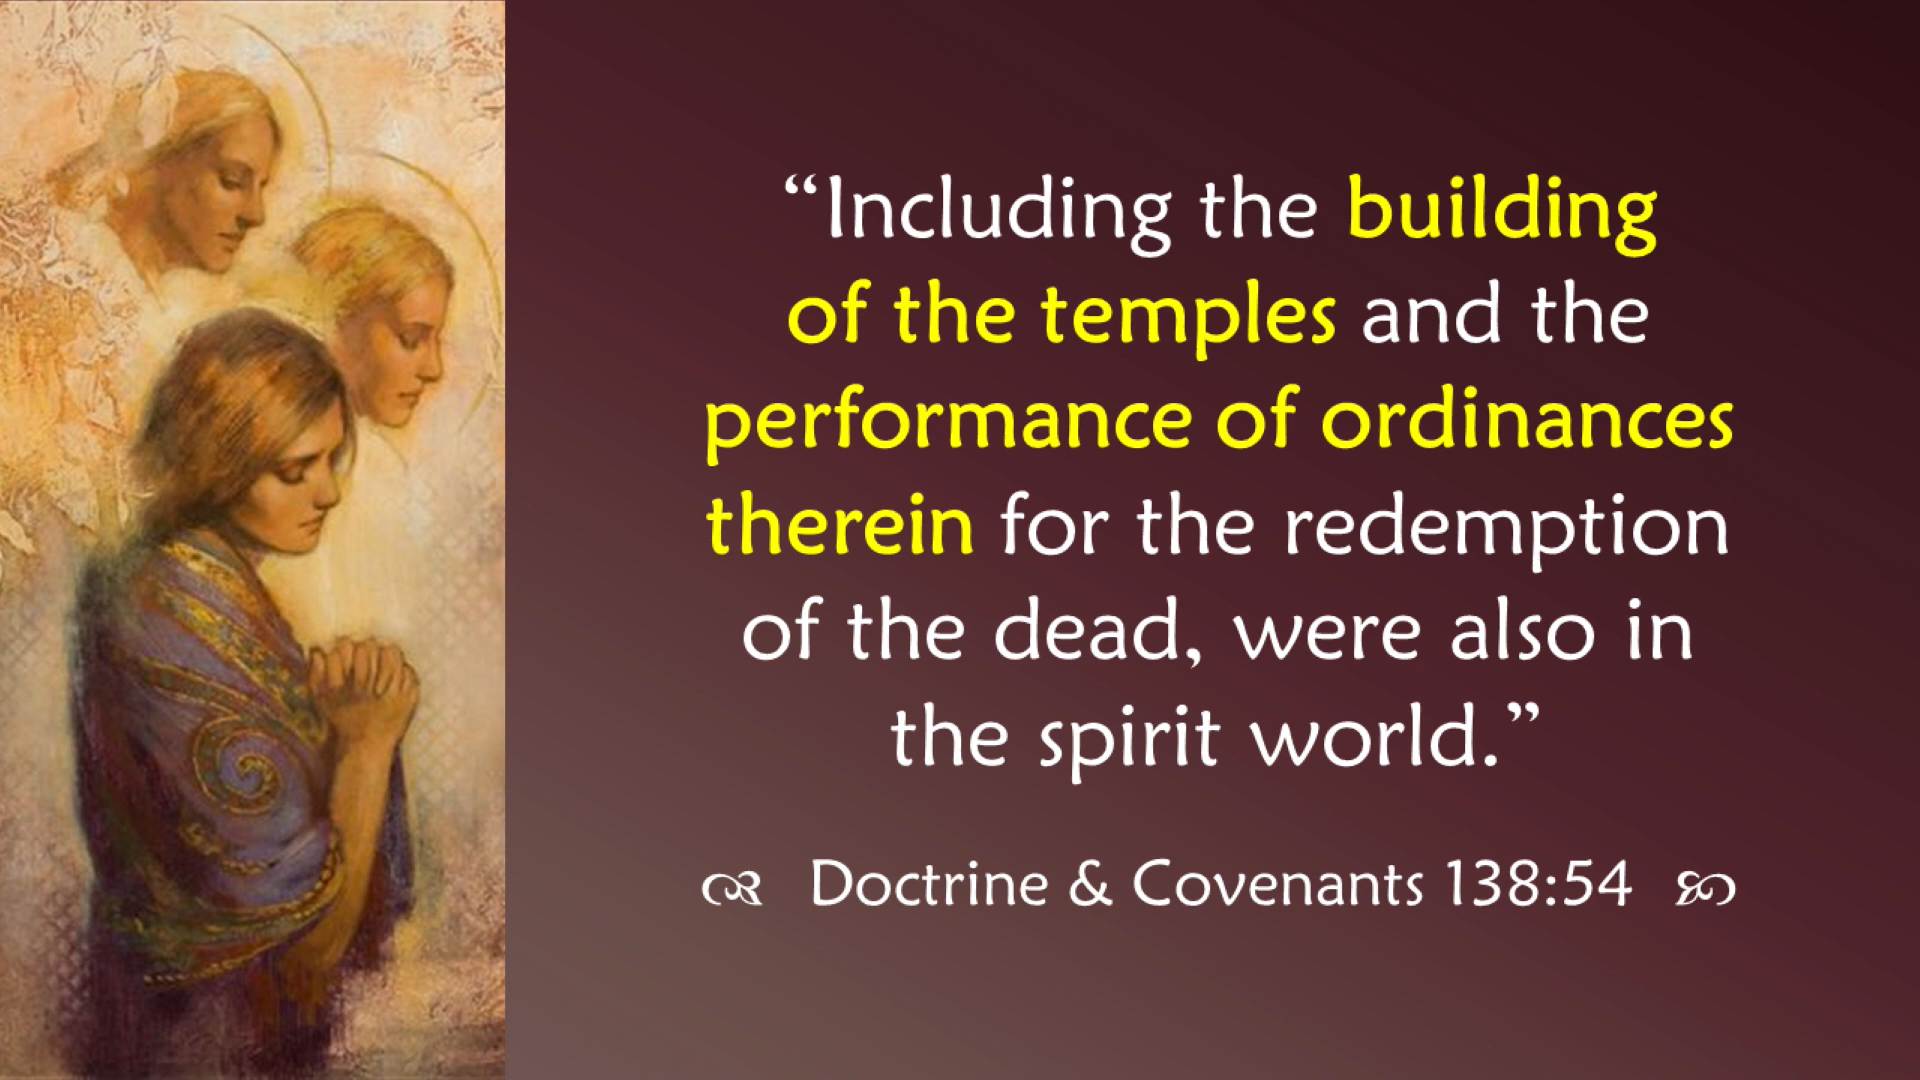 “Including the building
of the temples and the
performance of ordinances
therein for the redemption
of the dead, were also in
the spirit world.”
Doctrine & Covenants 138:54